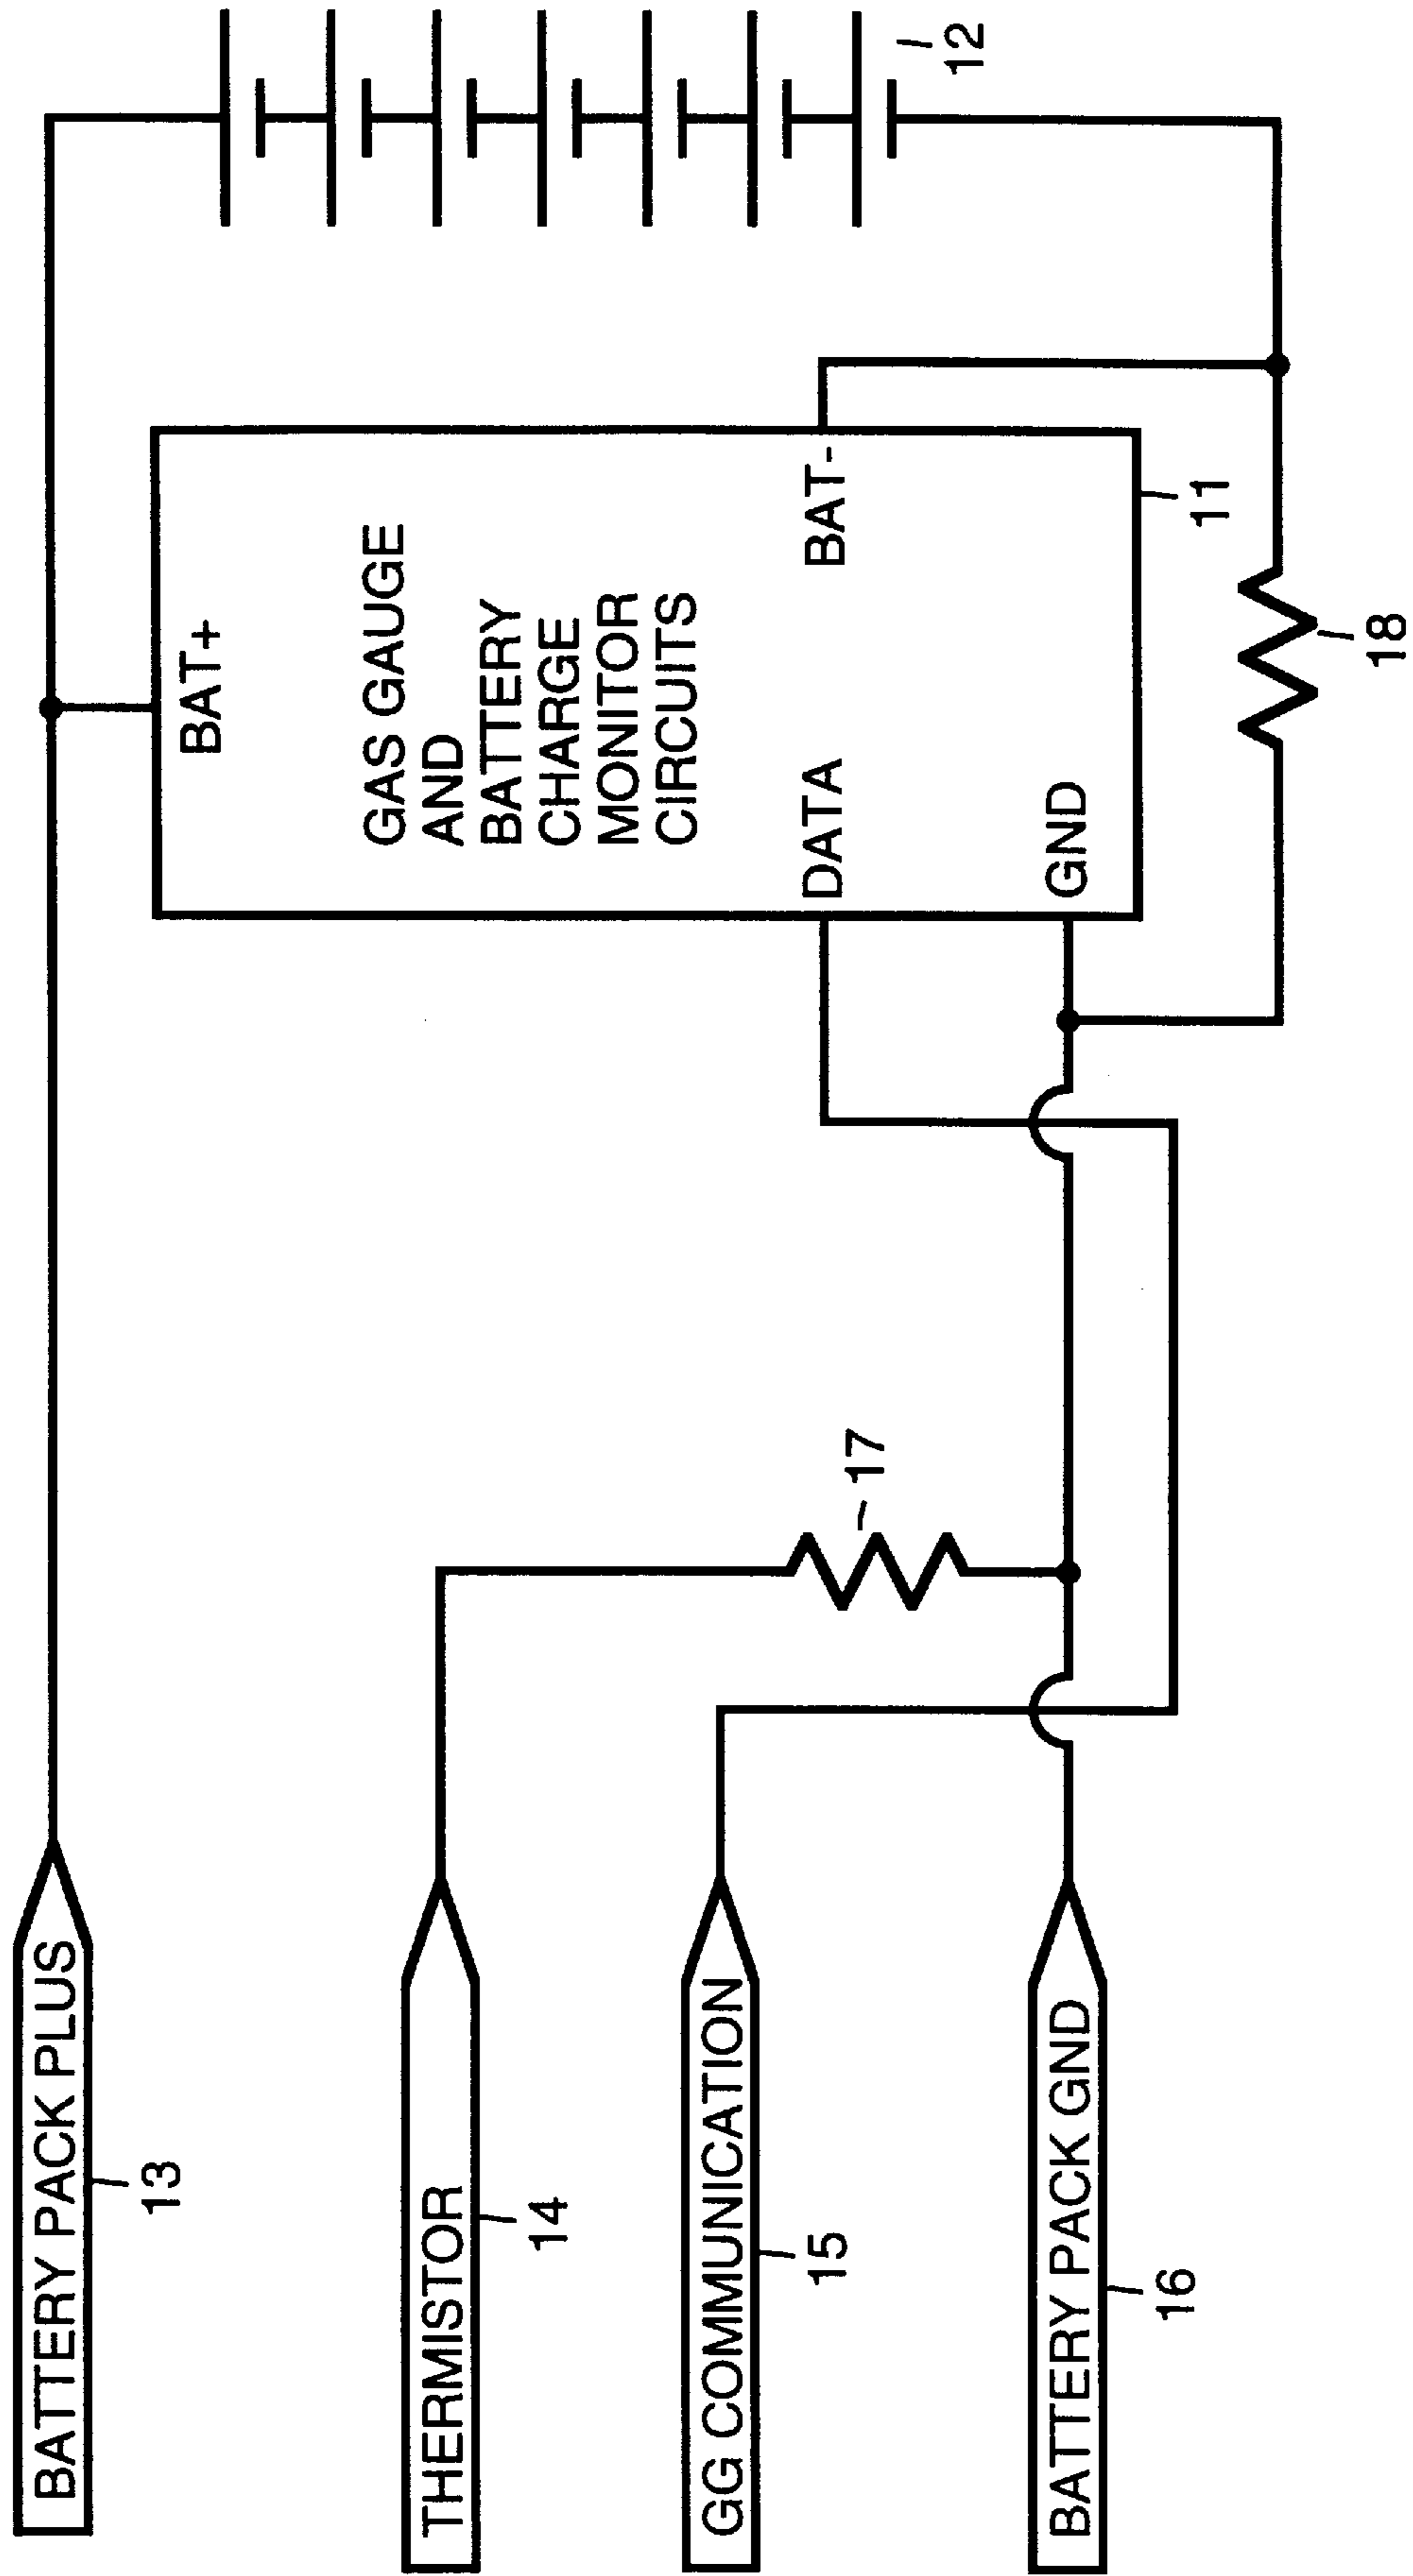 BATTERY PACK PLUS
13
THERMISTOR
14
GG COMMUNICATION
15
BATTERY PACK GND
16
17
BAT+
GAS GAUGE
AND
BATTERY
CHARGE
MONITOR
CIRCUITS
DATA
BAT-
GND
11
18
12